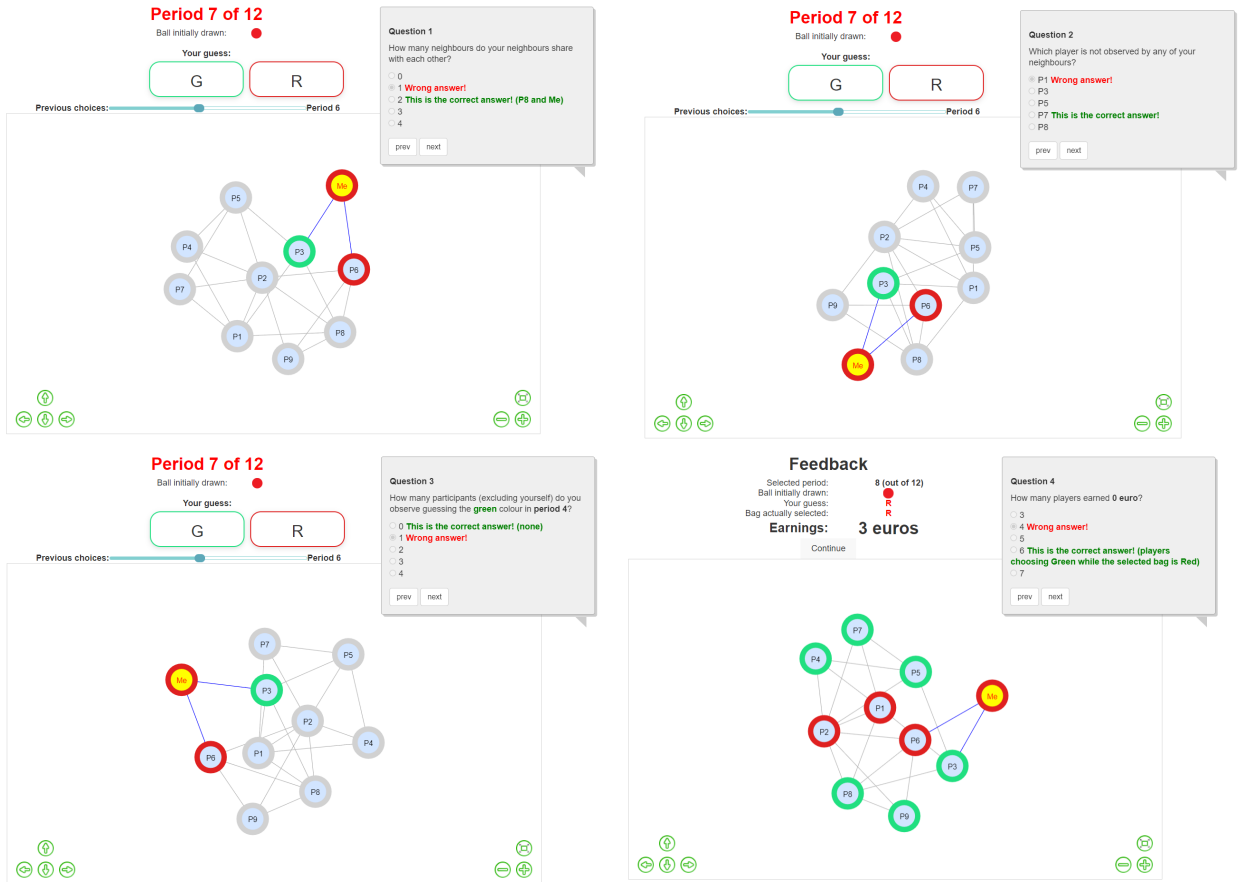 Period 7 of 12
Ball initially drawn:
Your guess:
G R
Previous choices: Period 6
Question 1
How many neighbours do your neighbours share
with each other?
0
1 Wrong answer!
2 This is the correct answer! (P8 and Me)
3
4
prev next
Me
P5
P4
P3
P6
P2
P7
P1
P8
P9
Period 7 of 12
Ball initially drawn:
Your guess:
G R
Previous choices: Period 6
Question 2
Which player is not observed by any of your
neighbours?
P1 Wrong answer!
P3
P5
P7 This is the correct answer!
P8
prev next
P4
P7
P2
P5
P3
P1
P9
P6
Me
P8
Period 7 of 12
Ball initially drawn:
Your guess:
G R
Previous choices: Period 6
Question 3
How many participants (excluding yourself) do you
observe guessing the green colour in period 4?
0 This is the correct answer! (none)
1 Wrong answer!
2
3
4
prev next
P7
P5
Me
P3
P2
P4
P6
P1
P8
P9
Feedback
Selected period: 8 (out of 12)
Ball initially drawn:
Your guess: R
Bag actually selected: R
Earnings: 3 euros
Continue
Question 4
How many players earned 0 euro?
3
4 Wrong answer!
5
6 This is the correct answer! (players
choosing Green while the selected bag is Red)
7
prev next
P7
P4
P5
Me
P1
P2
P6
P3
P8
P9